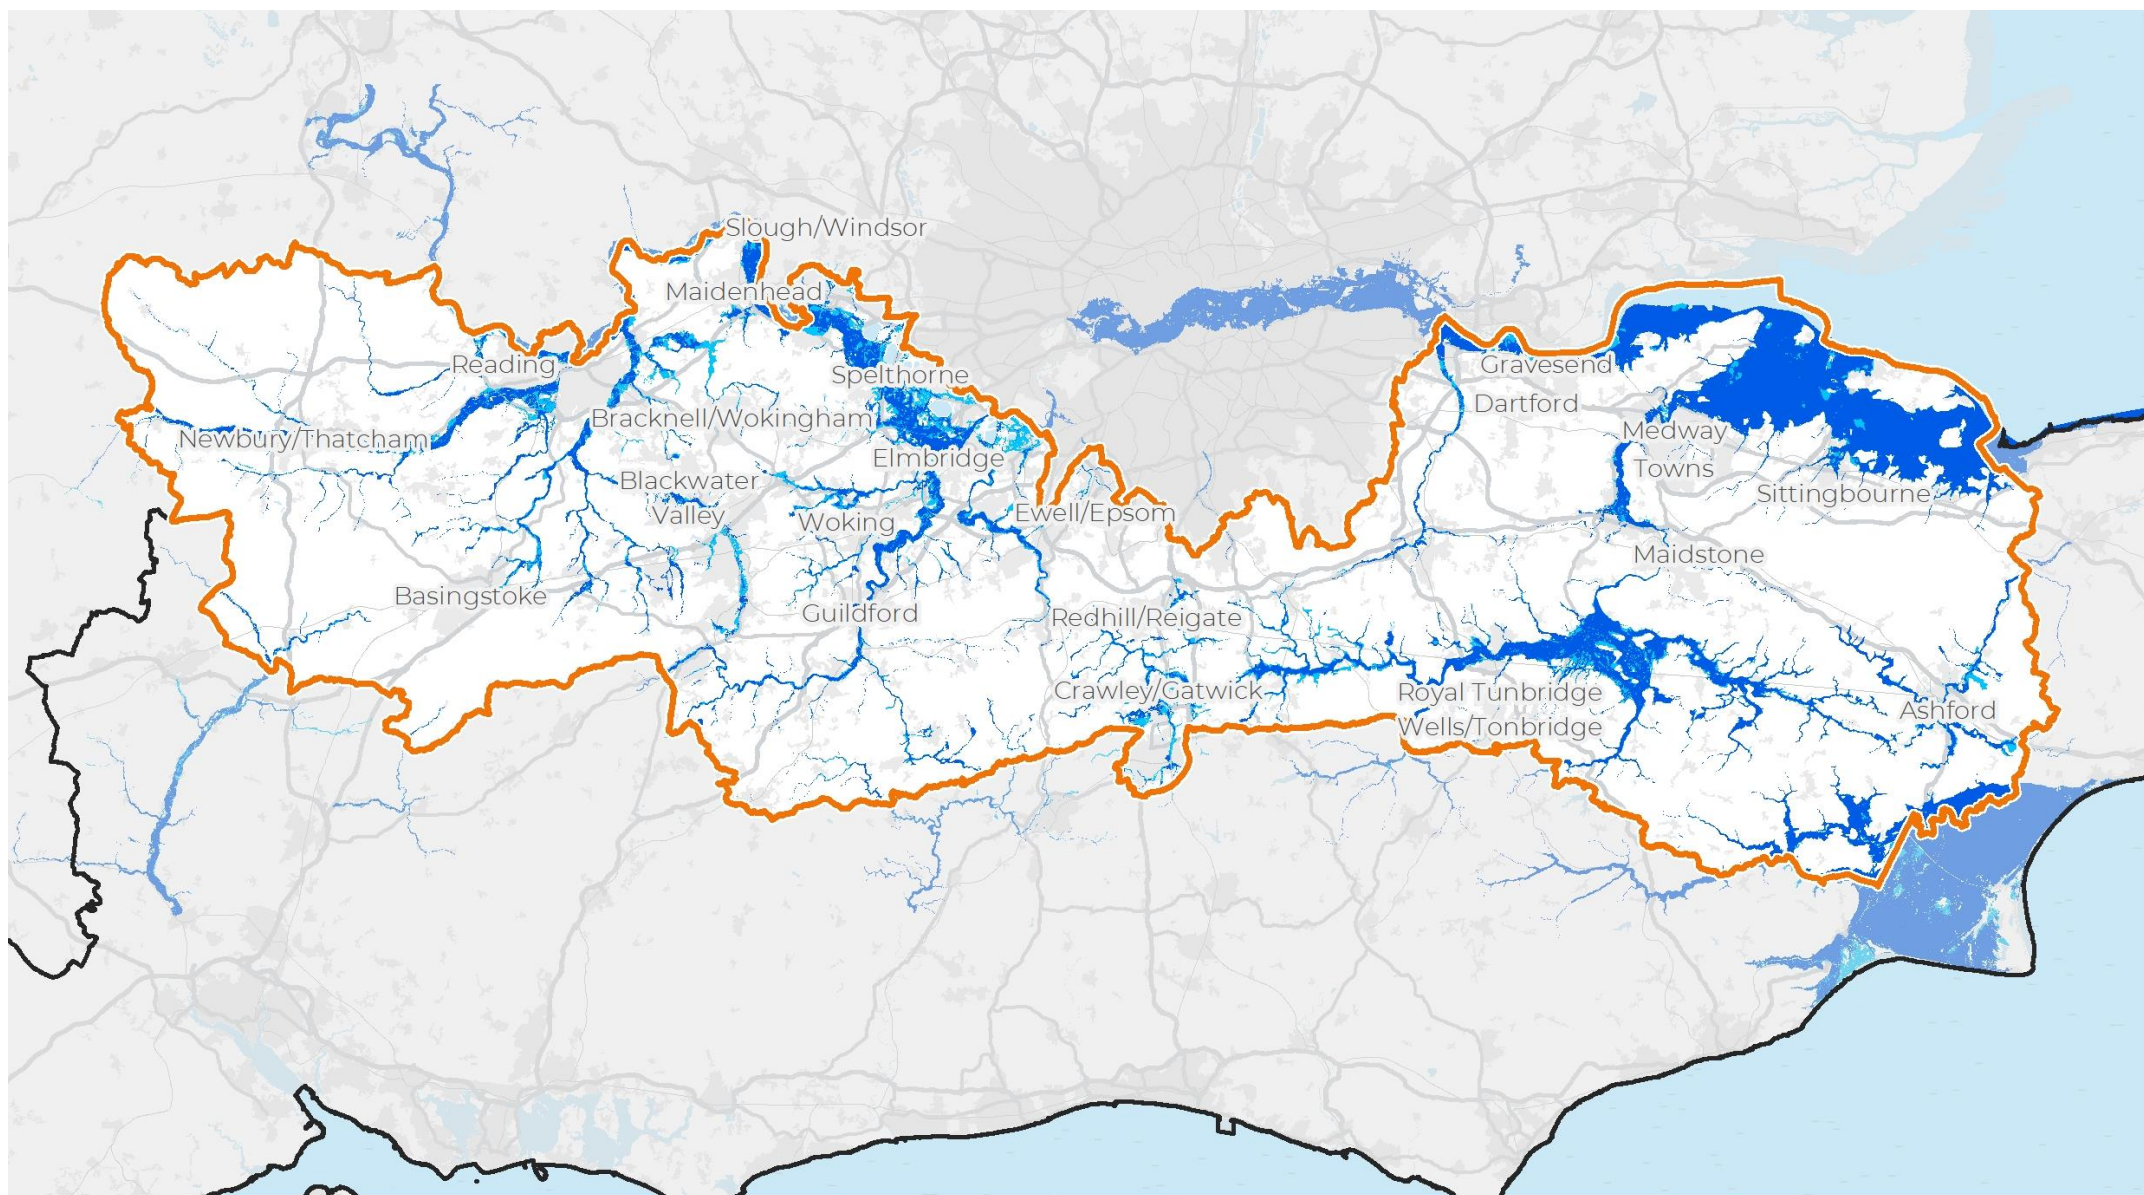 Slough/Windsor
Maidenhead
Reading
Spelthorne
Gravesend
Dartford
Bracknell/Wokingham
Newbury/Thatcham
Medway
Towns
Elmbridge
Blackwater
Valley
Sittingbourne
Woking
Ewell/Epsom
Maidstone
Basingstoke
Guildford
Redhill/Reigate
Crawley/Gatwick
Royal Tunbridge
Wells/Tonbridge
Ashford